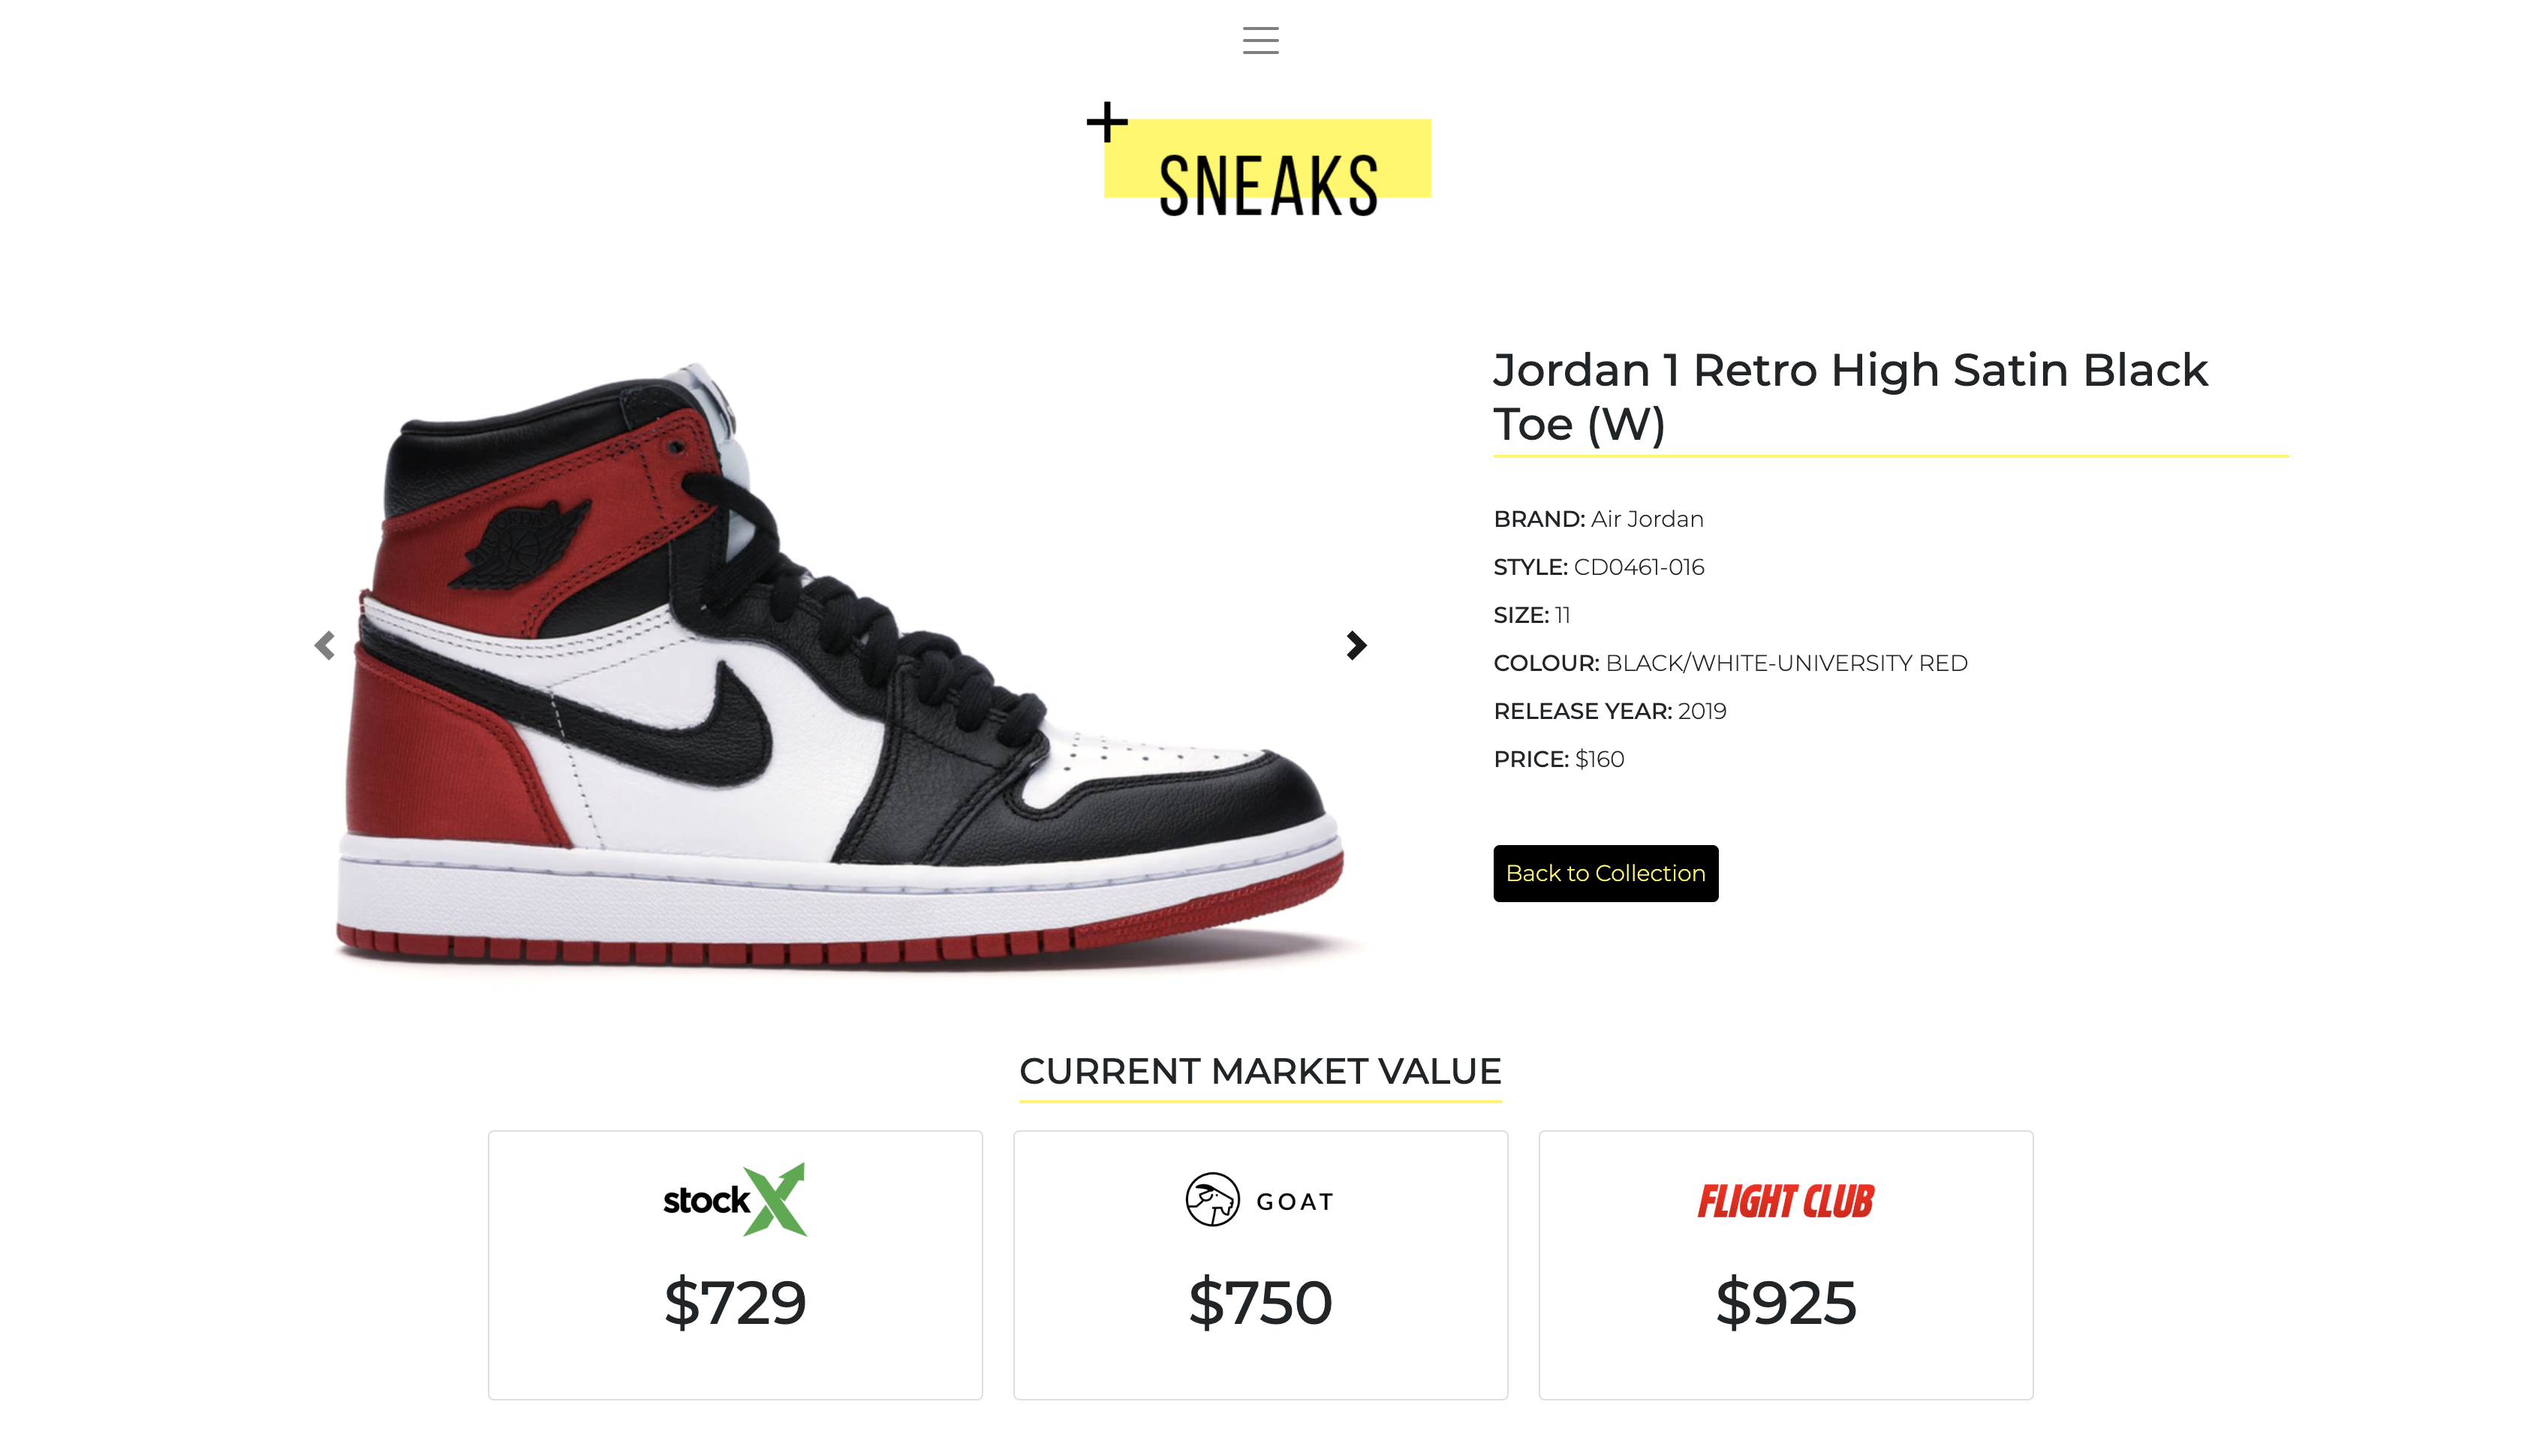 SNEAKS
Jordan 1 Retro High Satin Black
Toe (W)
BRAND: Air Jordan
STYLE: CD0461-016
SIZE: 11
COLOUR: BLACK/WHITE-UNIVERSITY RED
RELEASE YEAR: 2019
PRICE: $160
Back to Collection
CURRENT MARKET VALUE
stockX
GOAT
FLIGHT CLUB
$729
$750
$925